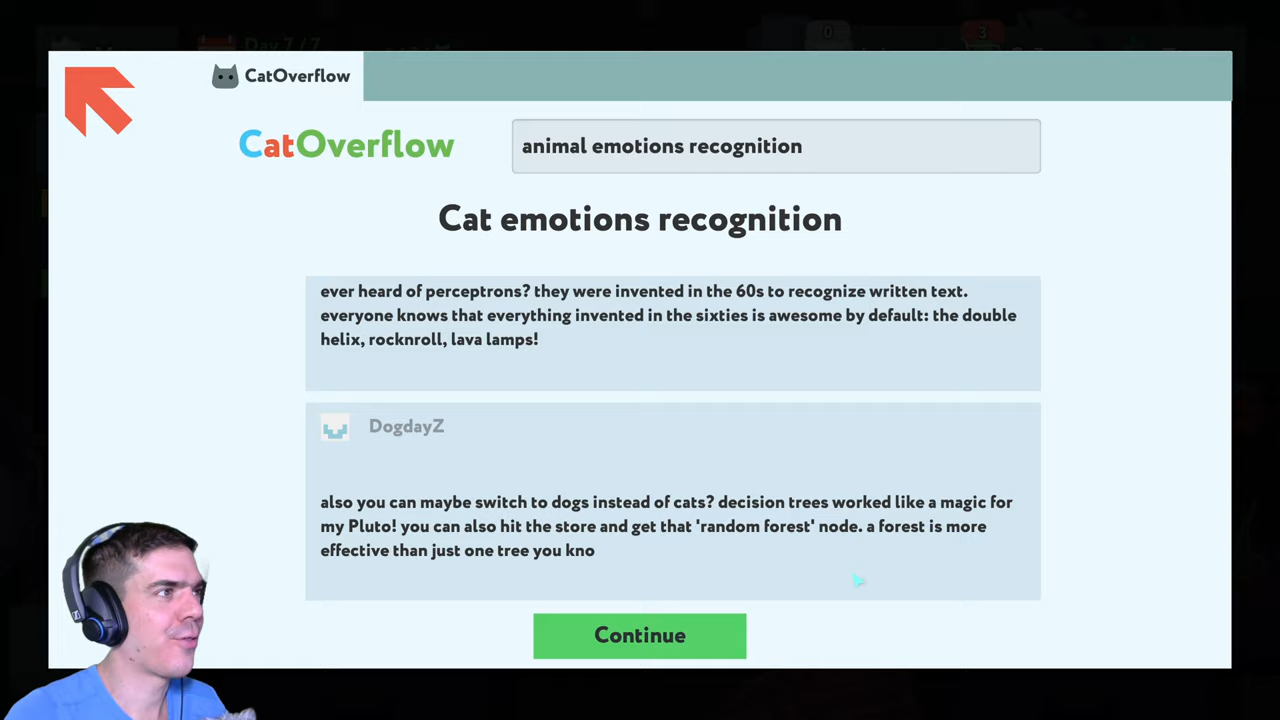 CatOverflow
CatOverflow
animal emotions recognition
Cat emotions recognition
ever heard of perceptrons? they were invented in the 60s to recognize written text.
everyone knows that everything invented in the sixties is awesome by default: the double
helix, rocknroll, lava lamps!
DogdayZ
also you can maybe switch to dogs instead of cats? decision trees worked like a magic for
my Pluto! you can also hit the store and get that 'random forest' node. a forest is more
effective than just one tree you kno
Continue